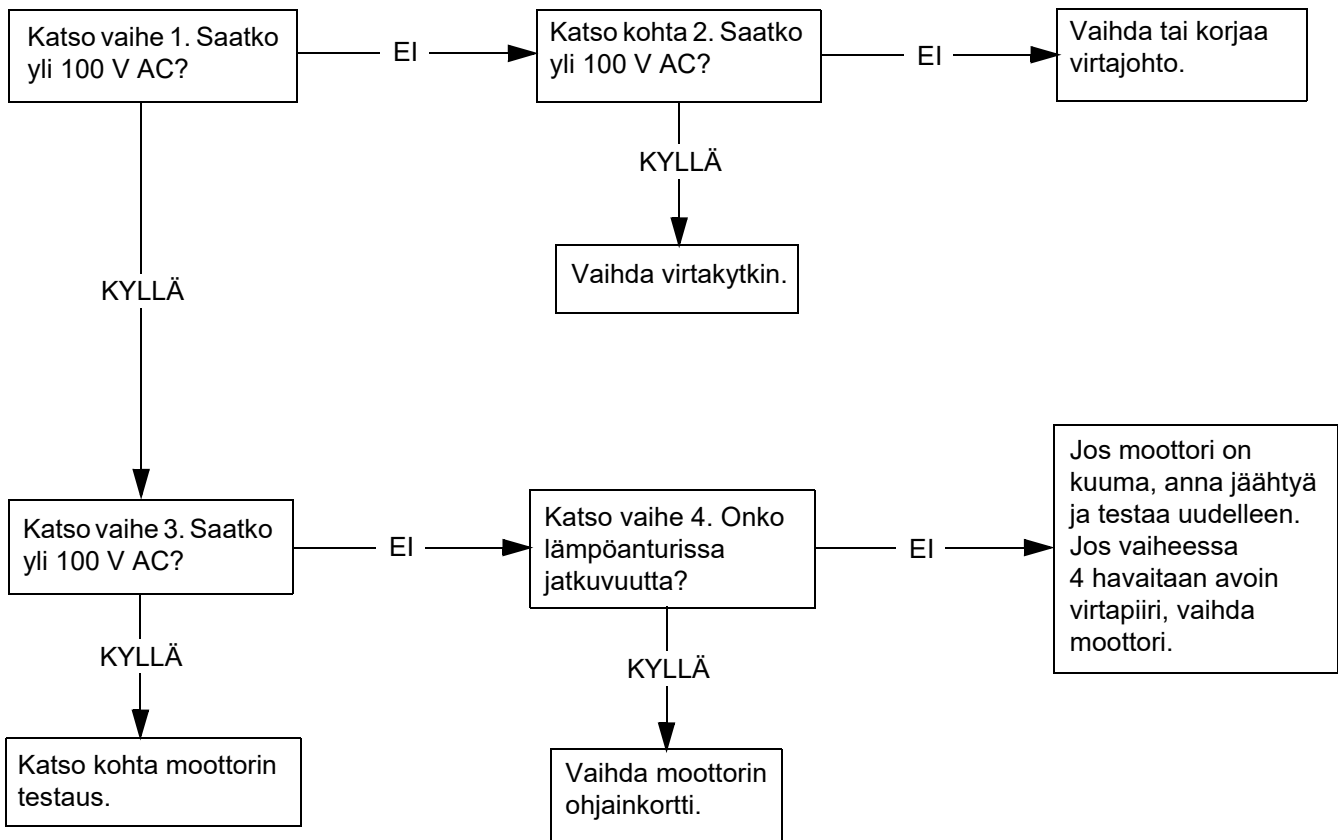 Katso vaihe 1. Saatko
yli 100 V AC?
EI
Katso kohta 2. Saatko
yli 100 V AC?
EI
Vaihda tai korjaa
virtajohto.
KYLLÄ
Vaihda virtakytkin.
KYLLÄ
Katso vaihe 3. Saatko
yli 100 V AC?
EI
Katso vaihe 4. Onko
lämpöanturissa
jatkuvuutta?
EI
Jos moottori on
kuuma, anna jäähtyä
ja testaa uudelleen.
Jos vaiheessa
4 havaitaan avoin
virtapiiri, vaihda
moottori.
KYLLÄ
KYLLÄ
Katso kohta moottorin
testaus.
Vaihda moottorin
ohjainkortti.